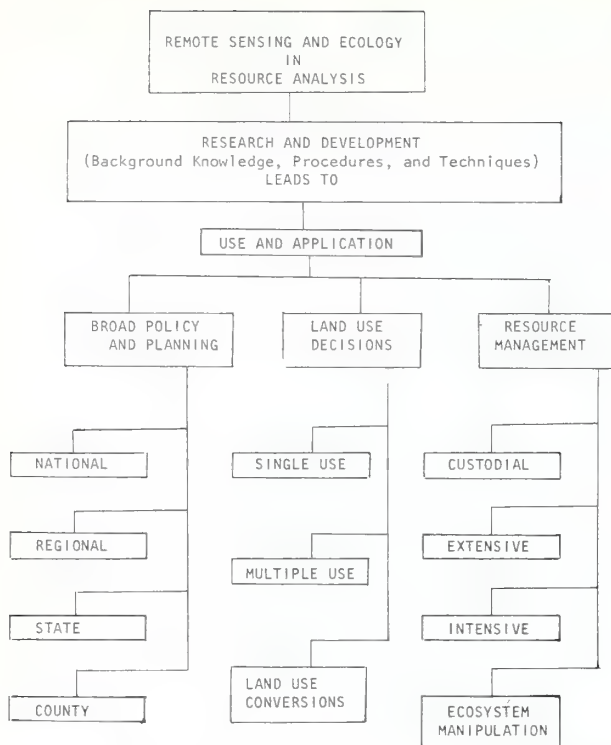 REMOTE SENSING AND ECOLOGY
IN
RESOURCE ANALYSIS
RESEARCH AND DEVELOPMENT
(Background Knowledge, Procedures, and Techniques)
LEADS TO
USE AND APPLICATION
BROAD POLICY
AND PLANNING
NATIONAL
REGIONAL
STATE
COUNTY
LAND USE
DECISIONS
SINGLE USE
MULTIPLE USE
LAND USE
CONVERSIONS
RESOURCE
MANAGEMENT
CUSTODIAL
EXTENSIVE
INTENSIVE
ECOSYSTEM
MANIPULATION